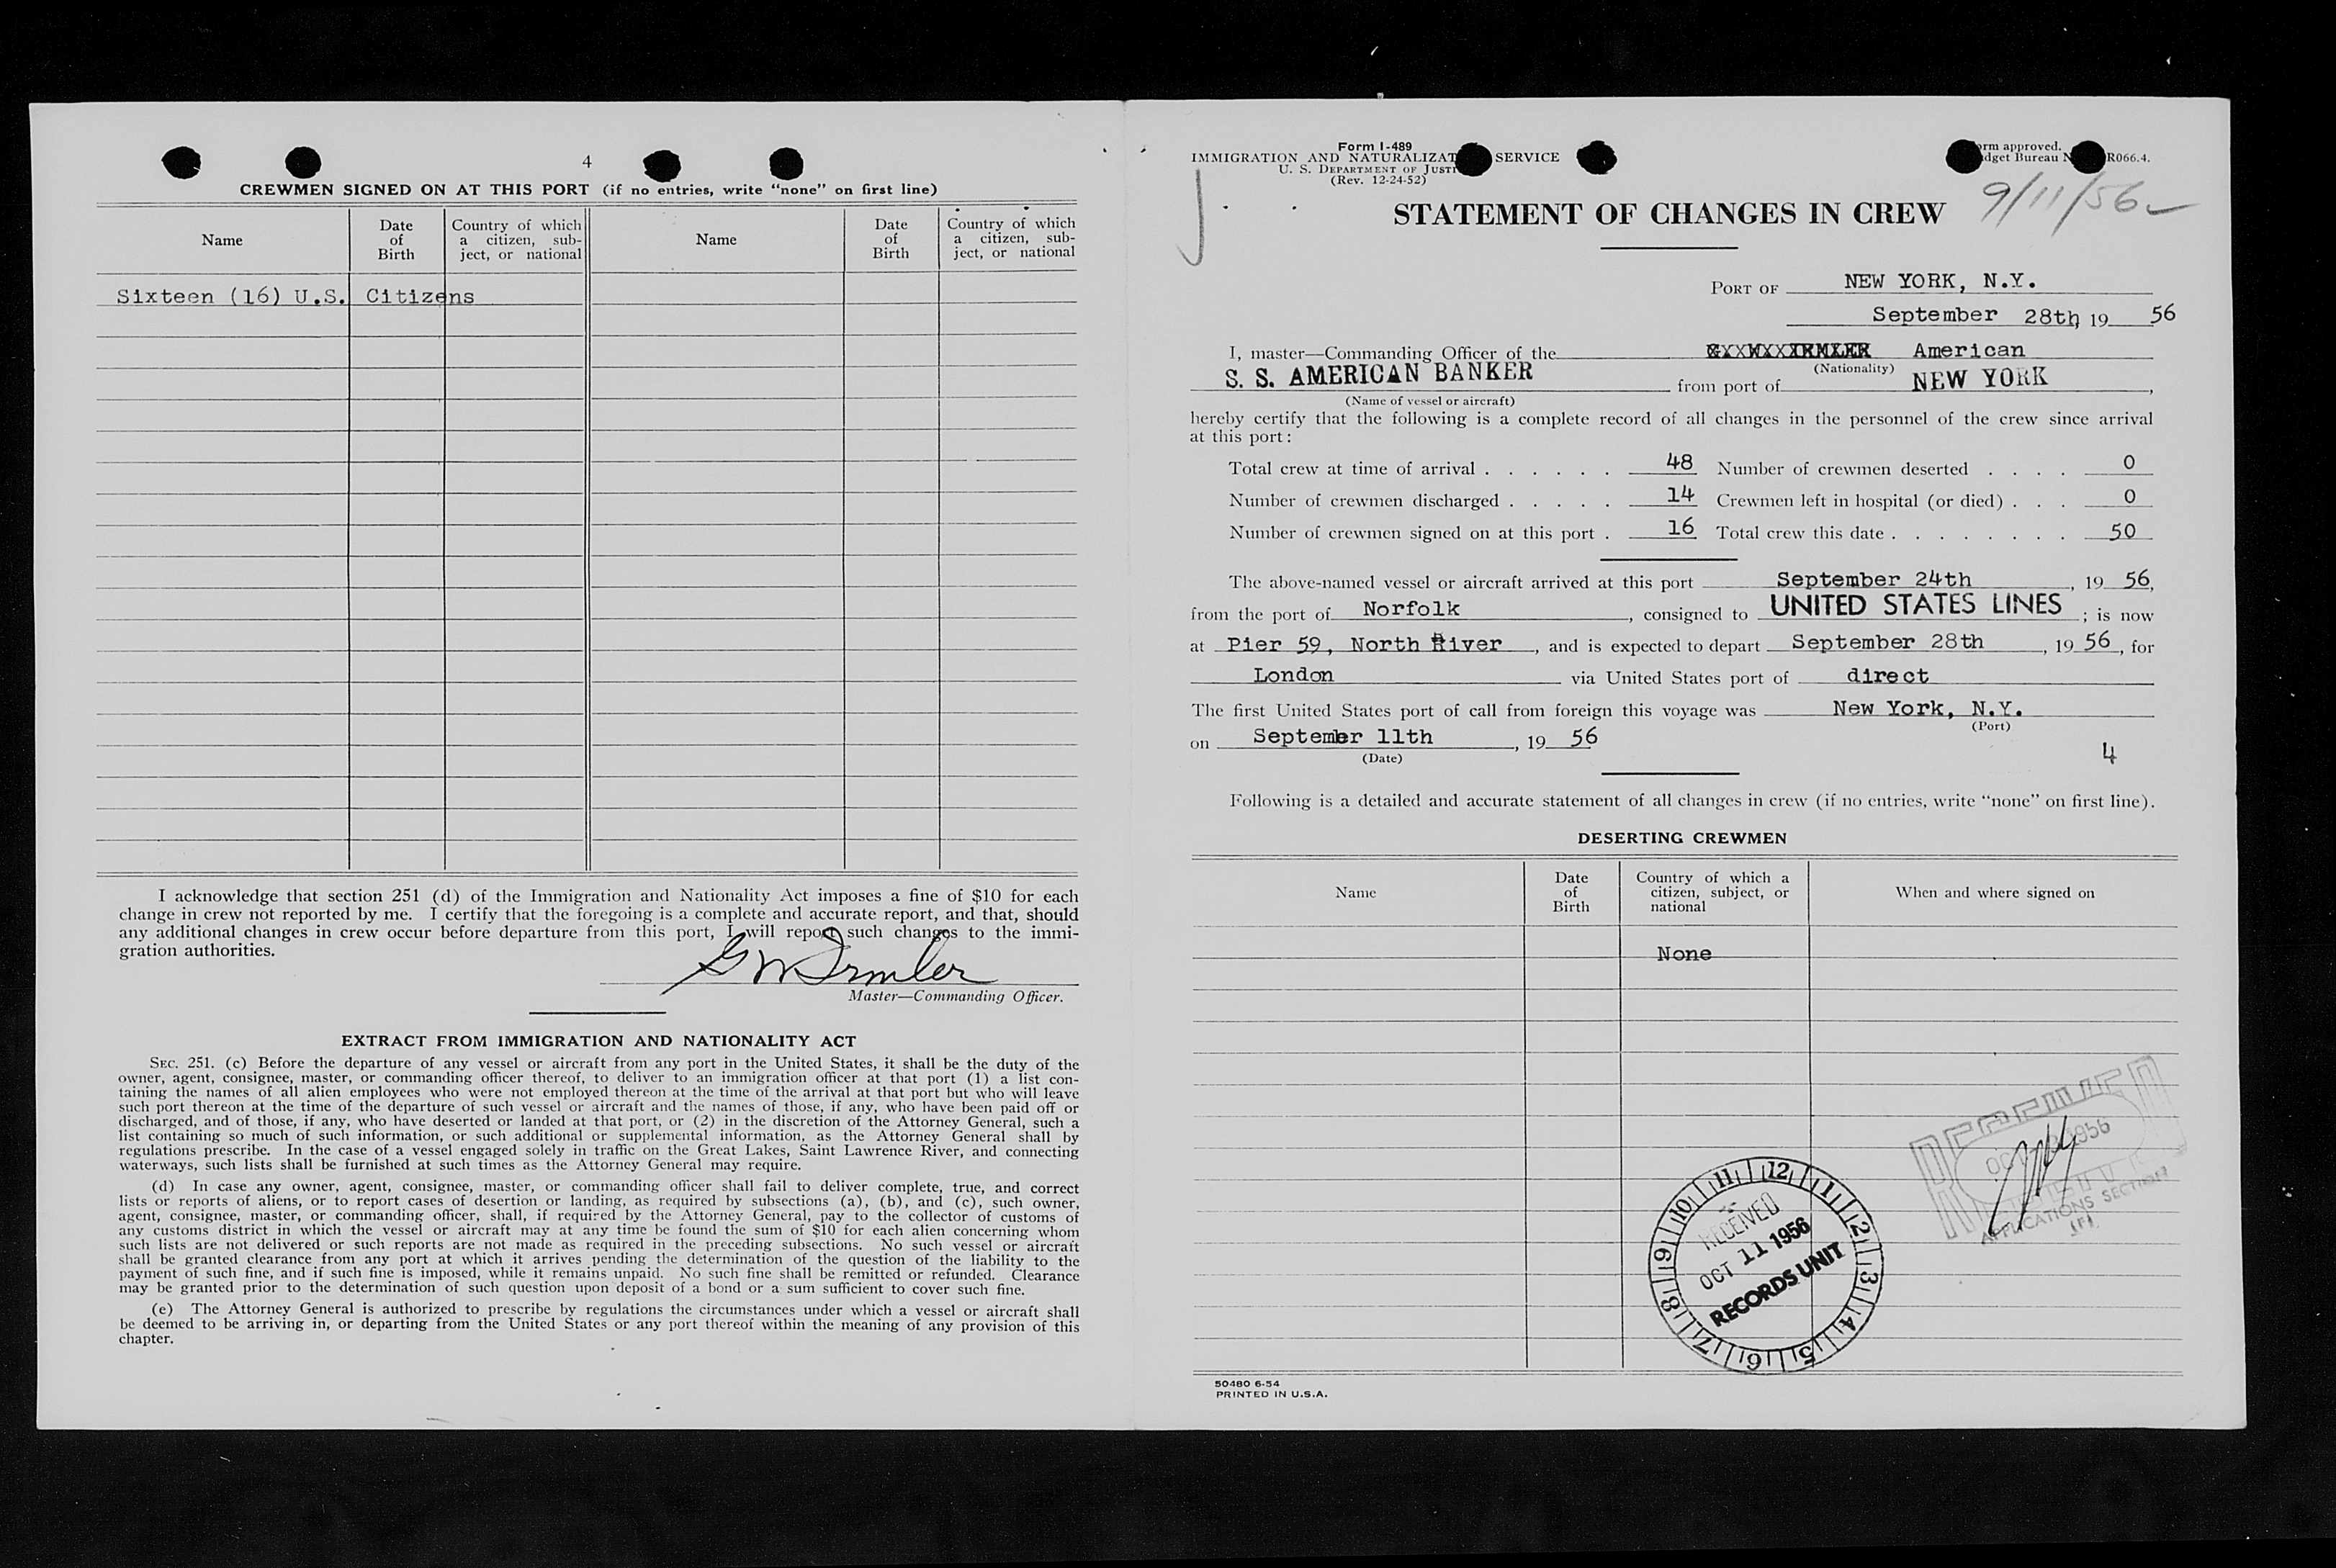 4
CREWMEN SIGNED ON AT THIS PORT (if no entries, write “none” on first line)
Name
Date of Birth
Country of which a citizen, sub-
ject, or national
Name
Date of Birth
Country of which a citizen, sub-
ject, or national
Sixteen (16) U.S. Citizens
I acknowledge that section 251 (d) of the Immigration and Nationality Act imposes a fine of $10 for each
change in crew not reported by me. I certify that the foregoing is a complete and accurate report, and that, should
any additional changes in crew occur before departure from this port, I will report such changes to the immi-
gration authorities.
G W Irmler
Master—Commanding Officer.
EXTRACT FROM IMMIGRATION AND NATIONALITY ACT
SEC. 251. (c) Before the departure of any vessel or aircraft from any port in the United States, it shall be the duty of the
owner, agent, consignee, master, or commanding officer thereof, to deliver to an immigration officer at that port (1) a list con-
taining the names of all alien employees who were not employed thereon at the time of the arrival at that port but who will leave
such port thereon at the time of the departure of such vessel or aircraft and the names of those, if any, who have been paid off or
discharged, and of those, if any, who have deserted or landed at that port, or (2) in the discretion of the Attorney General, such a
list containing so much of such information, or such additional or supplemental information, as the Attorney General shall by
regulations prescribe. In the case of a vessel engaged solely in traffic on the Great Lakes, Saint Lawrence River, and connecting
waterways, such lists shall be furnished at such times as the Attorney General may require.
(d) In case any owner, agent, consignee, master, or commanding officer shall fail to deliver complete, true, and correct
lists or reports of aliens, or to report cases of desertion or landing, as required by subsections (a), (b), and (c), such owner,
agent, consignee, master, or commanding officer, shall, if required by the Attorney General, pay to the collector of customs of
any customs district in which the vessel or aircraft may at any time be found the sum of $10 for each alien concerning whom
such lists are not delivered or such reports are not made as required in the preceding subsections. No such vessel or aircraft
shall be granted clearance from any port at which it arrives pending the determination of the question of the liability to the
payment of such fine, and if such fine is imposed, while it remains unpaid. No such fine shall be remitted or refunded. Clearance
may be granted prior to the determination of such question upon deposit of a bond or a sum sufficient to cover such fine.
(e) The Attorney General is authorized to prescribe by regulations the circumstances under which a vessel or aircraft shall
be deemed to be arriving in, or departing from the United States or any port thereof within the meaning of any provision of this
chapter.
Form I-489
IMMIGRATION AND NATURALIZAT SERVICE
U. S. DEPARTMENT OF JUSTI
(Rev. 12-24-52)
orm approved.
dget Bureau N R066.4.
9/11/56
STATEMENT OF CHANGES IN CREW
PORT OF NEW YORK, N.Y.
September 28th, 19 56
I, master—Commanding Officer of the American
(Nationality)
S. S. AMERICAN BANKER from port of NEW YORK,
(Name of vessel or aircraft)
hereby certify that the following is a complete record of all changes in the personnel of the crew since arrival
at this port:
Total crew at time of arrival . . . . . . 48 Number of crewmen deserted . . . . 0
Number of crewmen discharged . . . . . 14 Crewmen left in hospital (or died) . . . 0
Number of crewmen signed on at this port . 16 Total crew this date . . . . . . . . 50
The above-named vessel or aircraft arrived at this port September 24th, 19 56,
from the port of Norfolk, consigned to UNITED STATES LINES; is now
at Pier 59, North River, and is expected to depart September 28th, 19 56, for
London via United States port of direct
The first United States port of call from foreign this voyage was New York, N.Y.
(Port)
on September 11th, 19 56
(Date)
4
Following is a detailed and accurate statement of all changes in crew (if no entries, write “none” on first line).
DESERTING CREWMEN
Name
Date of Birth
Country of which a citizen, subject, or national
When and where signed on
None
OCT 1956
APPLICATIONS SECTION
11 12 1 2 3 4 5 6 7 8 9 10
RECEIVED
OCT 11 1956
RECORDS UNIT
50480 6-54
PRINTED IN U.S.A.